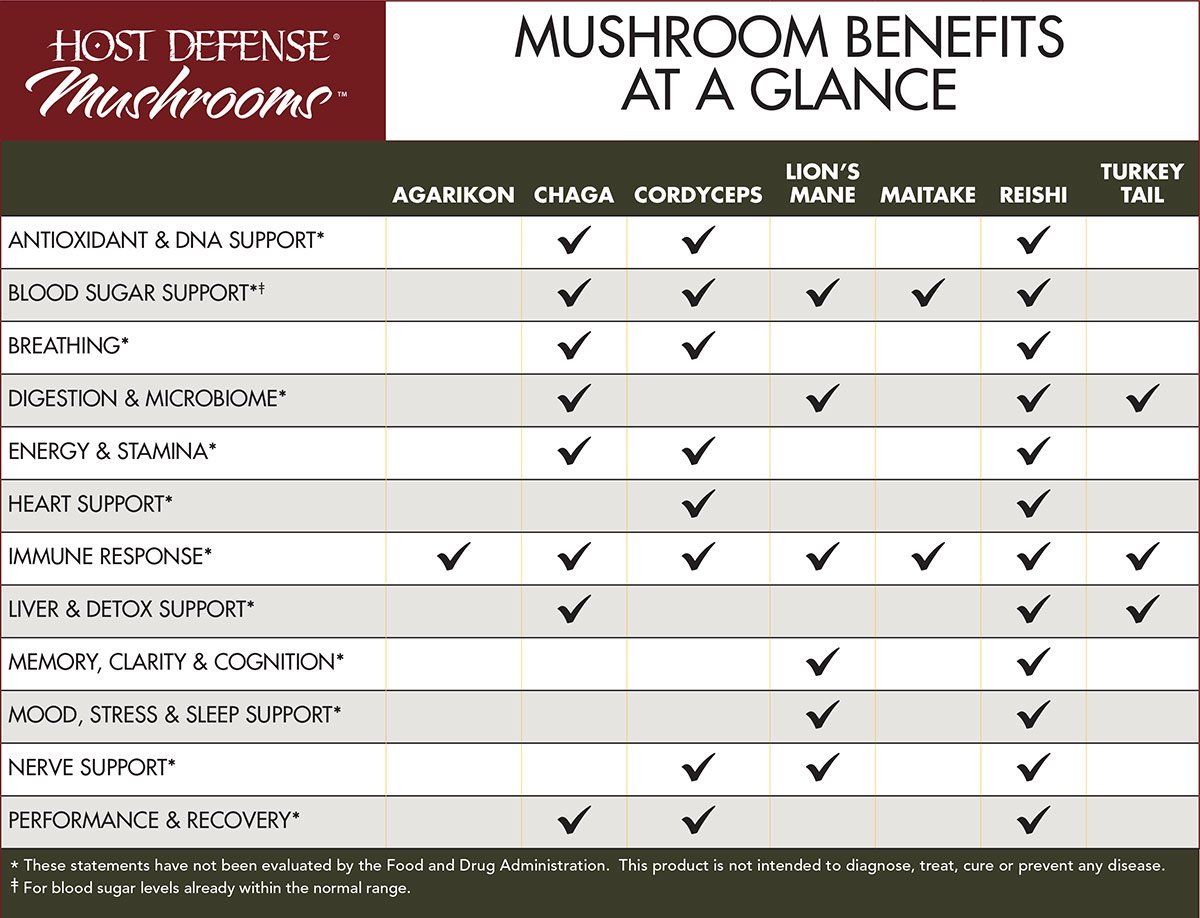 HOST DEFENSE®
Mushrooms™
MUSHROOM BENEFITS
AT A GLANCE
AGARIKON CHAGA CORDYCEPS LION’S MANE MAITAKE REISHI TURKEY TAIL
ANTIOXIDANT & DNA SUPPORT* ✓ ✓ ✓
BLOOD SUGAR SUPPORT*‡ ✓ ✓ ✓ ✓ ✓
BREATHING* ✓ ✓ ✓
DIGESTION & MICROBIOME* ✓ ✓ ✓ ✓
ENERGY & STAMINA* ✓ ✓ ✓
HEART SUPPORT* ✓ ✓
IMMUNE RESPONSE* ✓ ✓ ✓ ✓ ✓ ✓ ✓
LIVER & DETOX SUPPORT* ✓ ✓ ✓
MEMORY, CLARITY & COGNITION* ✓ ✓
MOOD, STRESS & SLEEP SUPPORT* ✓ ✓
NERVE SUPPORT* ✓ ✓ ✓
PERFORMANCE & RECOVERY* ✓ ✓ ✓
* These statements have not been evaluated by the Food and Drug Administration. This product is not intended to diagnose, treat, cure or prevent any disease.
‡ For blood sugar levels already within the normal range.